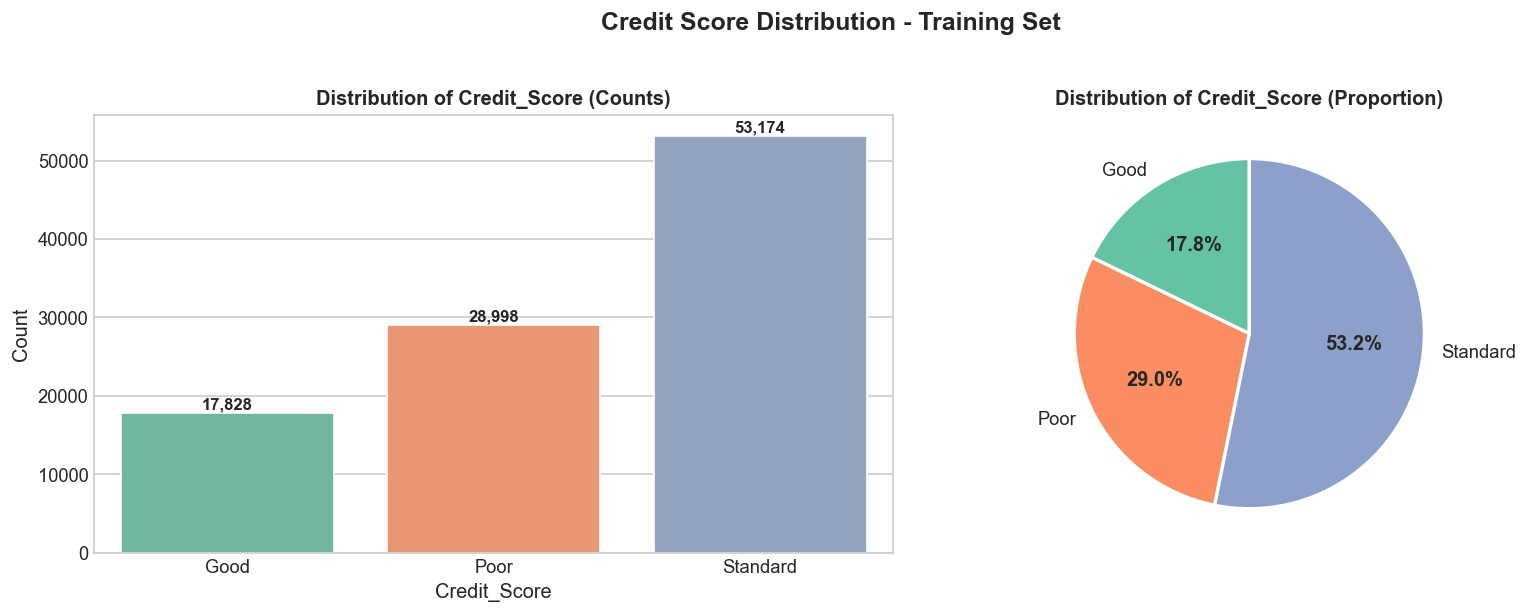 Credit Score Distribution - Training Set
Distribution of Credit_Score (Counts)
53,174
28,998
17,828
50000
40000
30000
20000
10000
0
Count
Good
Poor
Standard
Credit_Score
Distribution of Credit_Score (Proportion)
Good
17.8%
53.2%
Standard
29.0%
Poor